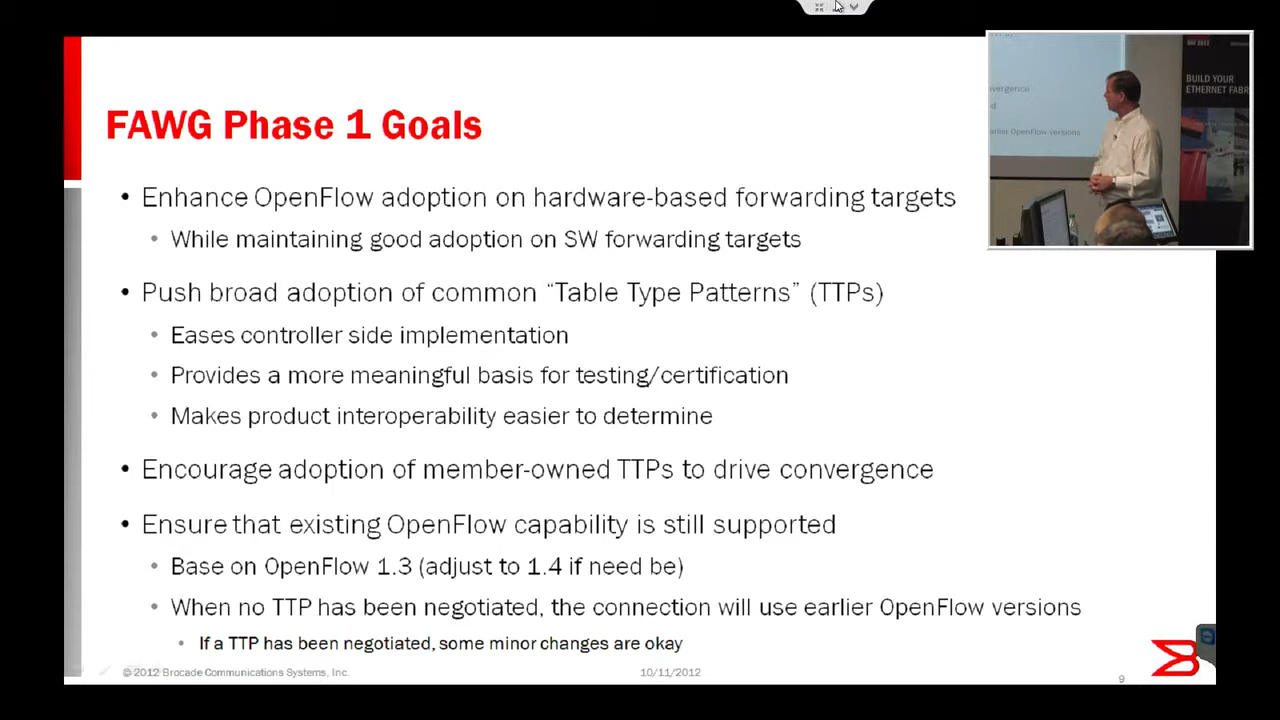 FAWG Phase 1 Goals
• Enhance OpenFlow adoption on hardware-based forwarding targets
• While maintaining good adoption on SW forwarding targets
• Push broad adoption of common “Table Type Patterns” (TTPs)
• Eases controller side implementation
• Provides a more meaningful basis for testing/certification
• Makes product interoperability easier to determine
• Encourage adoption of member-owned TTPs to drive convergence
• Ensure that existing OpenFlow capability is still supported
• Base on OpenFlow 1.3 (adjust to 1.4 if need be)
• When no TTP has been negotiated, the connection will use earlier OpenFlow versions
• If a TTP has been negotiated, some minor changes are okay
© 2012 Brocade Communications Systems, Inc.
10/11/2012
9
vergence
d
arlier OpenFlow versions
BUILD YOUR
ETHERNET FABR